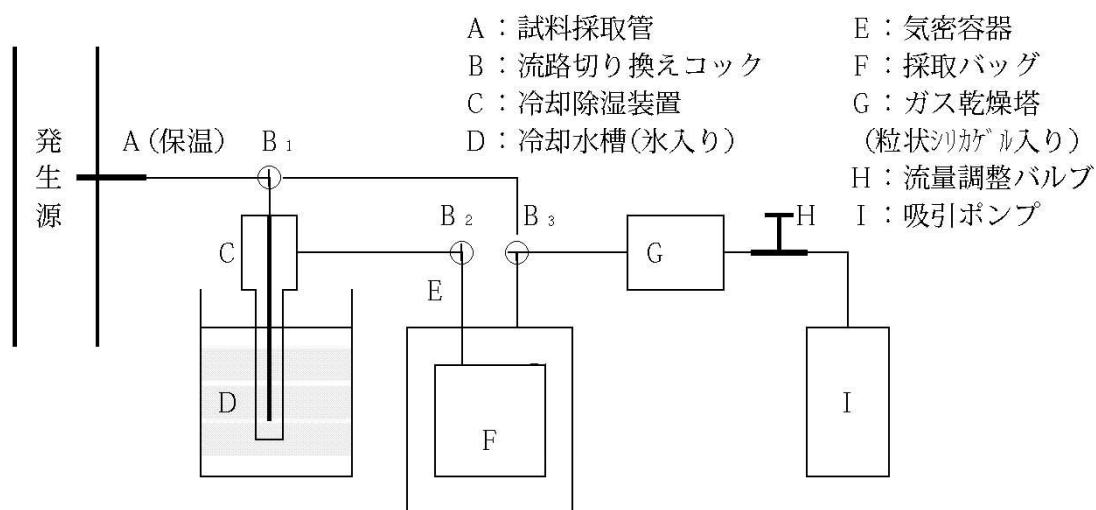 A：試料採取管
B：流路切り換えコック
C：冷却除湿装置
D：冷却水槽(氷入り)
E：気密容器
F：採取バッグ
G：ガス乾燥塔
(粒状ｼﾘｶｹﾞﾙ入り)
H：流量調整バルブ
I：吸引ポンプ
発生源
A(保温)
B₁
B₂
B₃
H
C
G
E
D
F
I